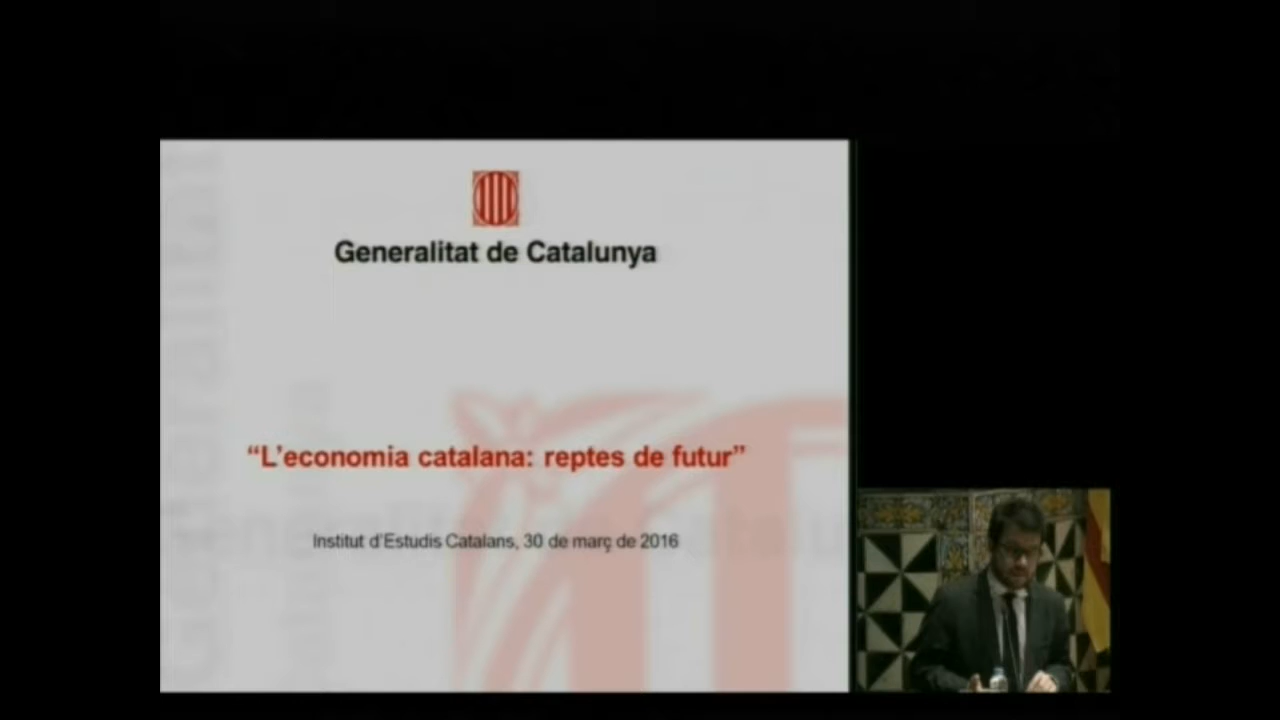 Generalitat de Catalunya
“L’economia catalana: reptes de futur”
Institut d’Estudis Catalans, 30 de març de 2016